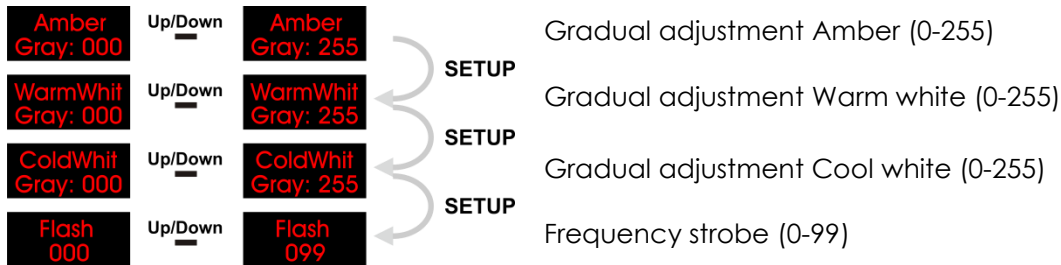 Amber Up/Down Amber Gradual adjustment Amber (0-255)
Gray: 000 Gray: 255
SETUP
WarmWhit Up/Down WarmWhit Gradual adjustment Warm white (0-255)
Gray: 000 Gray: 255
SETUP
ColdWhit Up/Down ColdWhit Gradual adjustment Cool white (0-255)
Gray: 000 Gray: 255
SETUP
Flash Up/Down Flash Frequency strobe (0-99)
000 099